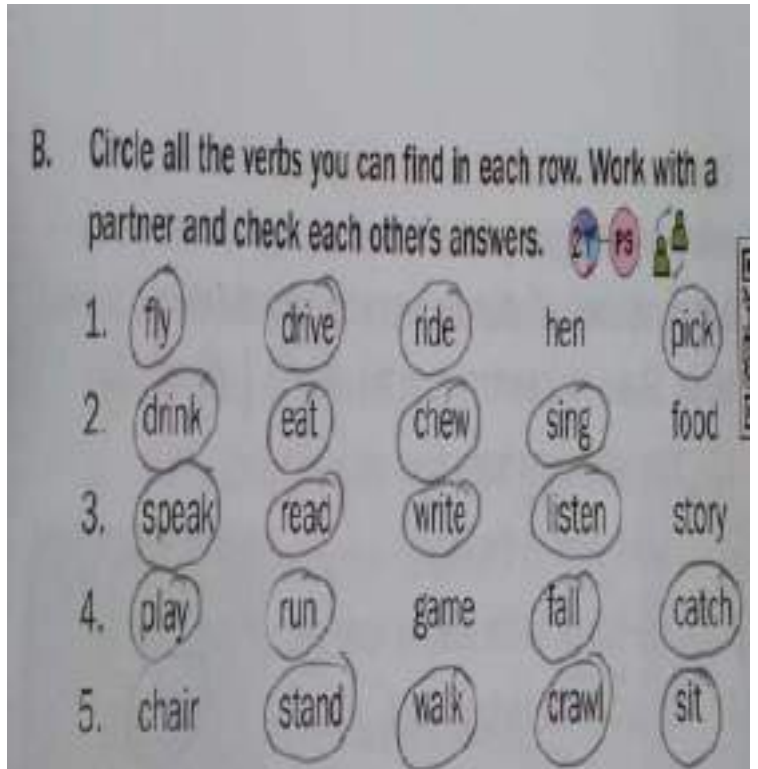 B. Circle all the verbs you can find in each row. Work with a
partner and check each other's answers. 2T PS
1. fly drive ride hen pick
2. drink eat chew sing food
3. speak read write listen story
4. play run game fall catch
5. chair stand walk crawl sit